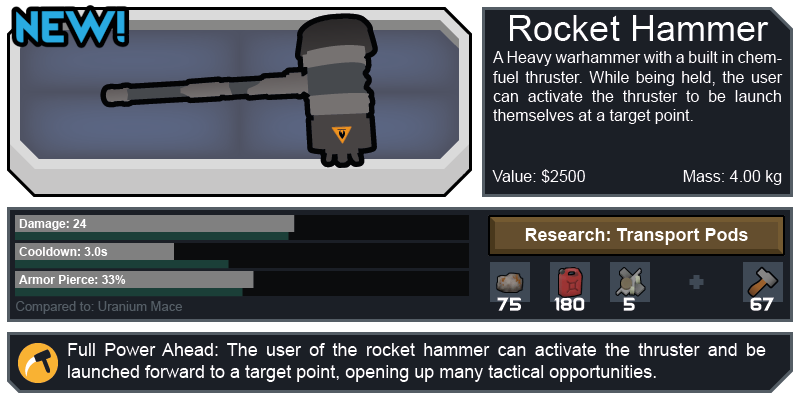 NEW!
Rocket Hammer
A Heavy warhammer with a built in chem-
fuel thruster. While being held, the user
can activate the thruster to be launch
themselves at a target point.
Value: $2500 Mass: 4.00 kg
Damage: 24
Cooldown: 3.0s
Armor Pierce: 33%
Compared to: Uranium Mace
Research: Transport Pods
75 180 5 67
Full Power Ahead: The user of the rocket hammer can activate the thruster and be
launched forward to a target point, opening up many tactical opportunities.